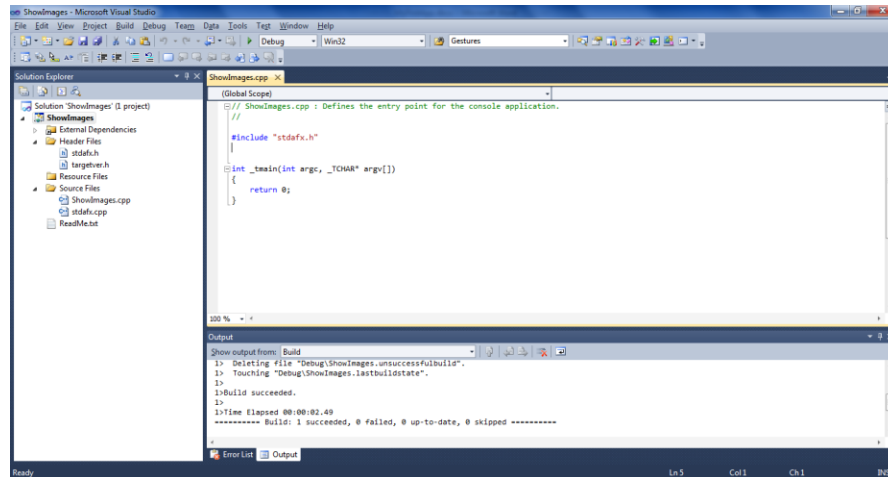 ShowImages - Microsoft Visual Studio
File Edit View Project Build Debug Team Data Tools Test Window Help
Debug Win32 Gestures
Solution Explorer
ShowImages.cpp
(Global Scope)
Solution 'ShowImages' (1 project)
ShowImages
External Dependencies
Header Files
stdafx.h
targetver.h
Resource Files
Source Files
ShowImages.cpp
stdafx.cpp
ReadMe.txt
// ShowImages.cpp : Defines the entry point for the console application.
//
#include "stdafx.h"
int _tmain(int argc, _TCHAR* argv[])
{
return 0;
}
100 %
Output
Show output from: Build
1> Deleting file "Debug\ShowImages.unsuccessfulbuild".
1> Touching "Debug\ShowImages.lastbuildstate".
1>
1>Build succeeded.
1>
1>Time Elapsed 00:00:02.49
========== Build: 1 succeeded, 0 failed, 0 up-to-date, 0 skipped ==========
Error List Output
Ready Ln 5 Col 1 Ch 1 INS